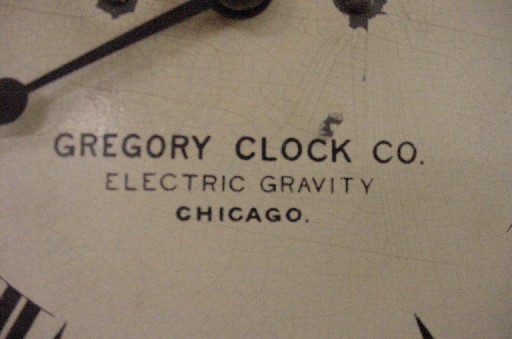 GREGORY CLOCK CO.
ELECTRIC GRAVITY
CHICAGO.